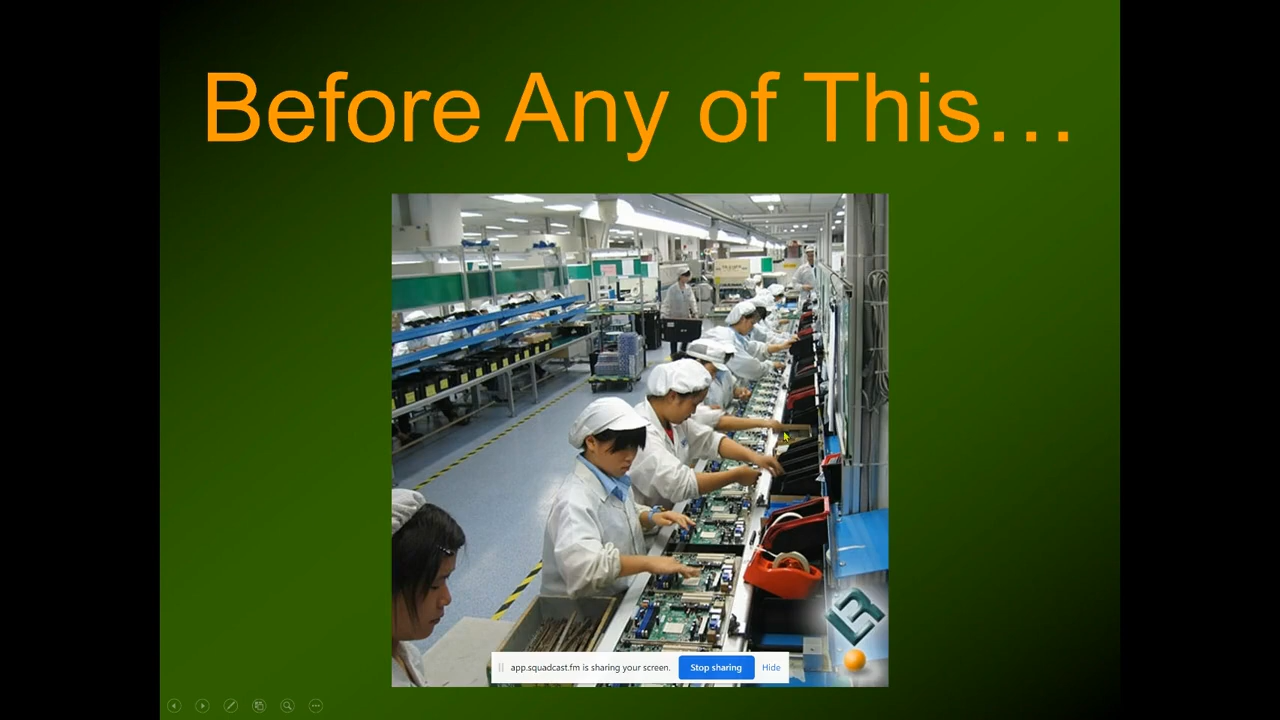 Before Any of This…
app.squadcast.fm is sharing your screen.
Stop sharing
Hide